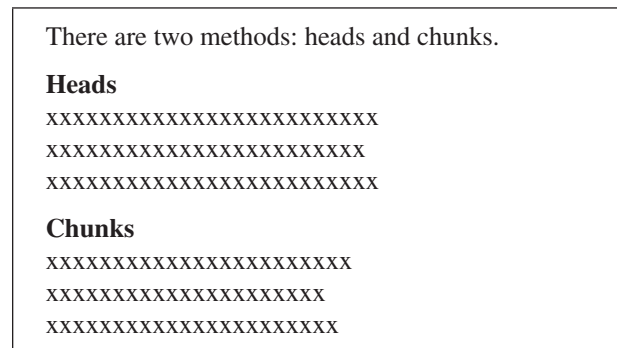 There are two methods: heads and chunks.
Heads
xxxxxxxxxxxxxxxxxxxxxxxxx
xxxxxxxxxxxxxxxxxxxxxxxx
xxxxxxxxxxxxxxxxxxxxxxxxx
Chunks
xxxxxxxxxxxxxxxxxxxxxxx
xxxxxxxxxxxxxxxxxxxxx
xxxxxxxxxxxxxxxxxxxxxx